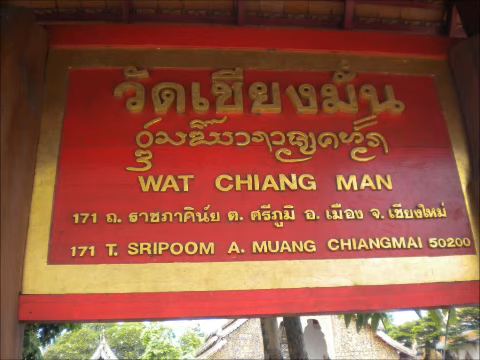 วัดเชียงมั่น
WAT CHIANG MAN
171 ถ. ราชภาคินัย ต. ศรีภูมิ อ. เมือง จ. เชียงใหม่
171 T. SRIPOOM A. MUANG CHIANGMAI 50200